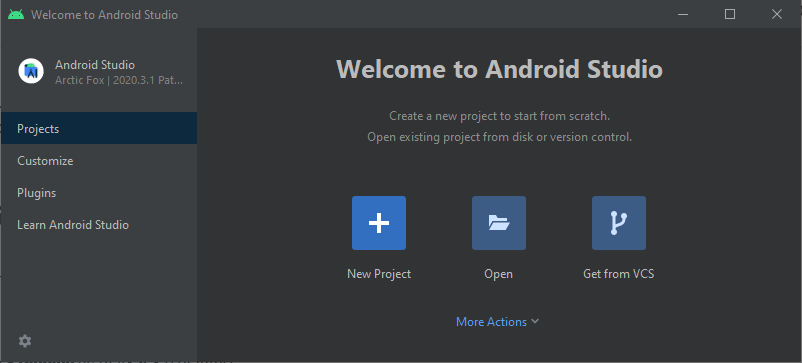 Welcome to Android Studio
Android Studio
Arctic Fox | 2020.3.1 Pat...
Projects
Customize
Plugins
Learn Android Studio
Welcome to Android Studio
Create a new project to start from scratch.
Open existing project from disk or version control.
New Project
Open
Get from VCS
More Actions